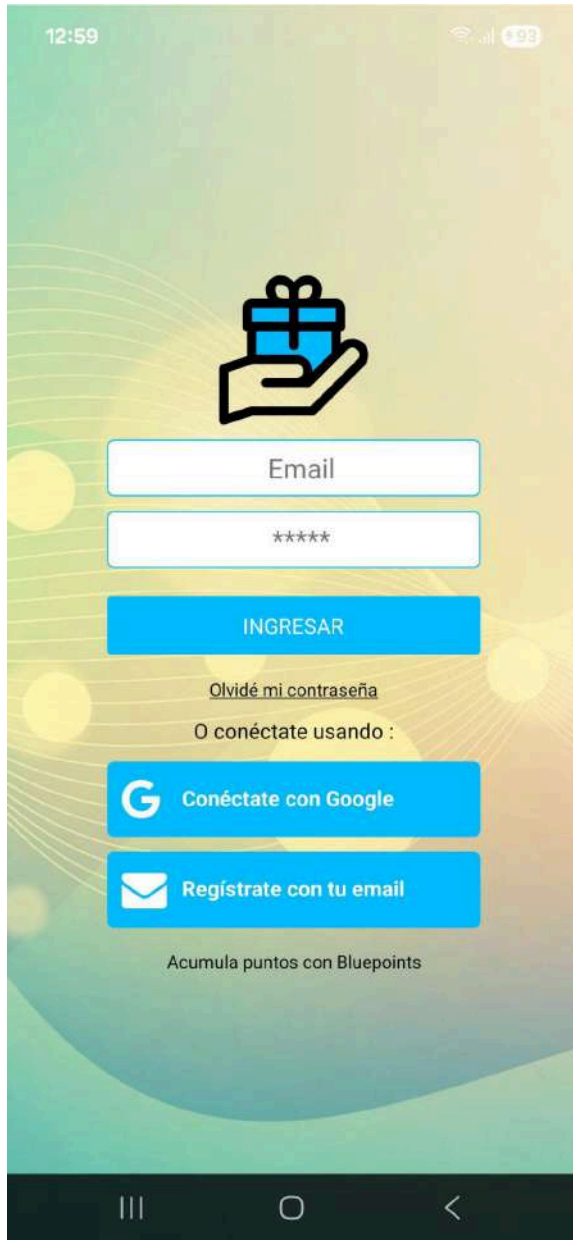 12:59
93
Email
*****
INGRESAR
Olvidé mi contraseña
O conéctate usando :
G Conéctate con Google
Regístrate con tu email
Acumula puntos con Bluepoints